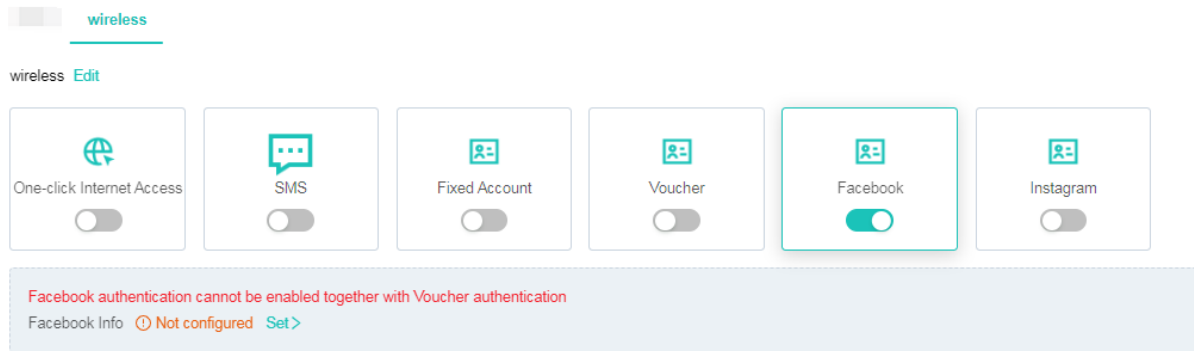 wireless
wireless Edit
One-click Internet Access
SMS
Fixed Account
Voucher
Facebook
Instagram
Facebook authentication cannot be enabled together with Voucher authentication
Facebook Info Not configured Set >